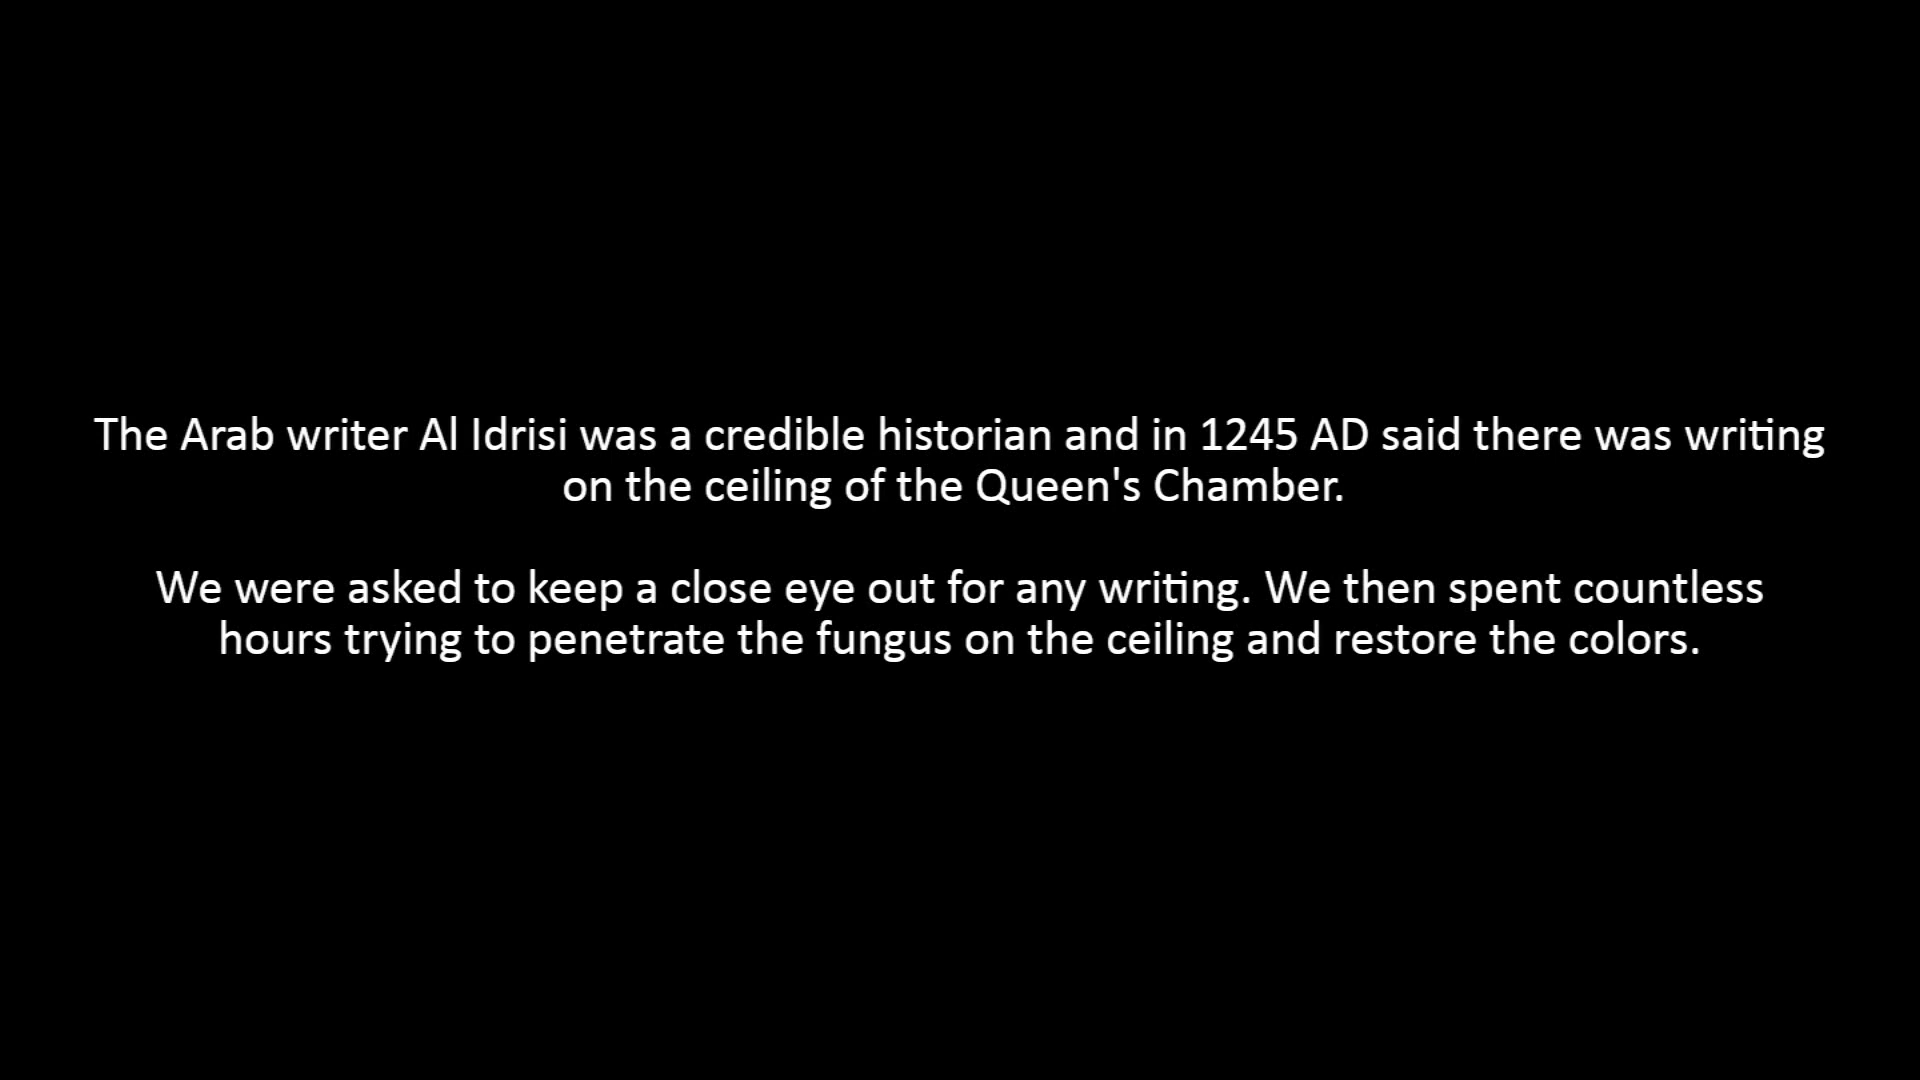 The Arab writer Al Idrisi was a credible historian and in 1245 AD said there was writing
on the ceiling of the Queen's Chamber.
We were asked to keep a close eye out for any writing. We then spent countless
hours trying to penetrate the fungus on the ceiling and restore the colors.